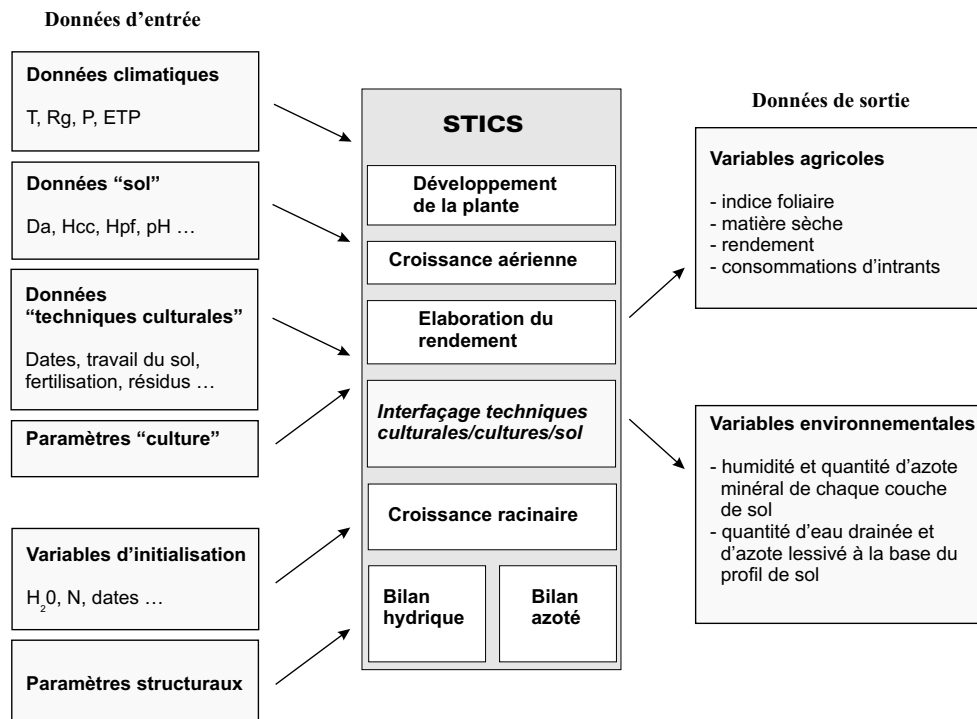 Données d’entrée
Données climatiques
T, Rg, P, ETP
Données “sol”
Da, Hcc, Hpf, pH …
Données
“techniques culturales”
Dates, travail du sol,
fertilisation, résidus …
Paramètres “culture”
Variables d’initialisation
H₂0, N, dates …
Paramètres structuraux
STICS
Développement
de la plante
Croissance aérienne
Elaboration du
rendement
Interfaçage techniques
culturales/cultures/sol
Croissance racinaire
Bilan
hydrique
Bilan
azoté
Données de sortie
Variables agricoles
- indice foliaire
- matière sèche
- rendement
- consommations d’intrants
Variables environnementales
- humidité et quantité d’azote
minéral de chaque couche
de sol
- quantité d’eau drainée et
d’azote lessivé à la base du
profil de sol